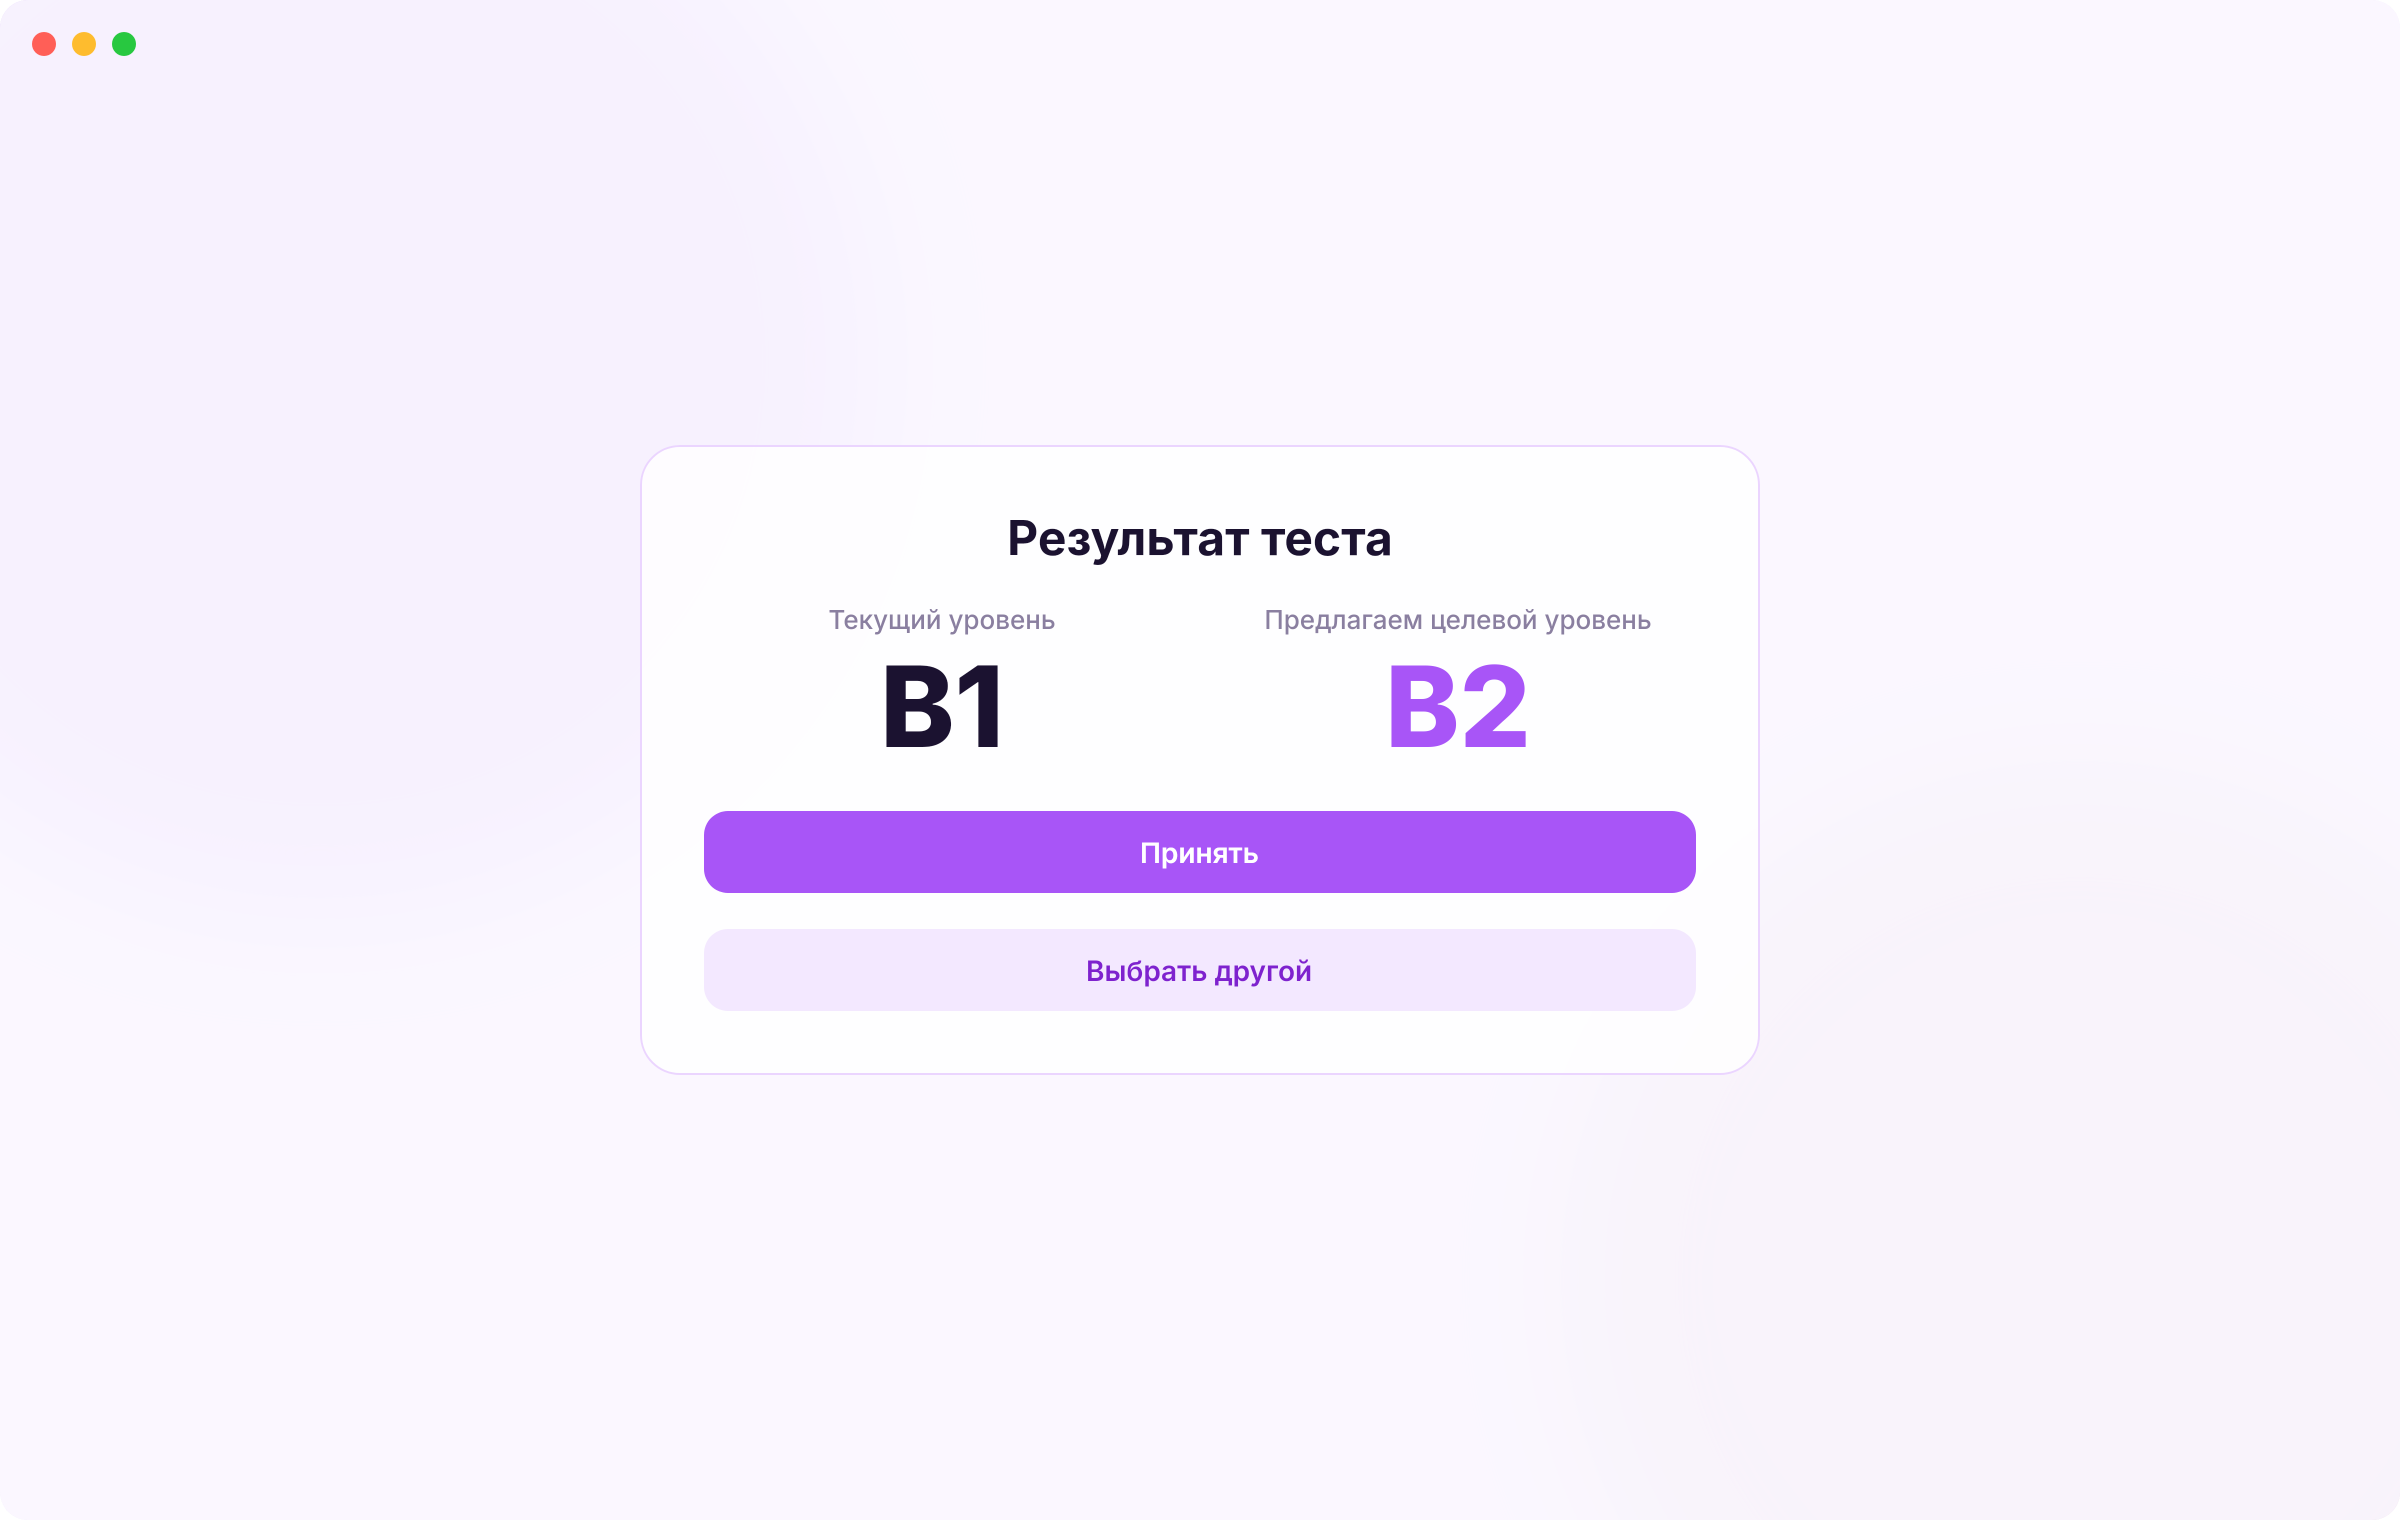 Результат теста
Текущий уровень
Предлагаем целевой уровень
B1
B2
Принять
Выбрать другой